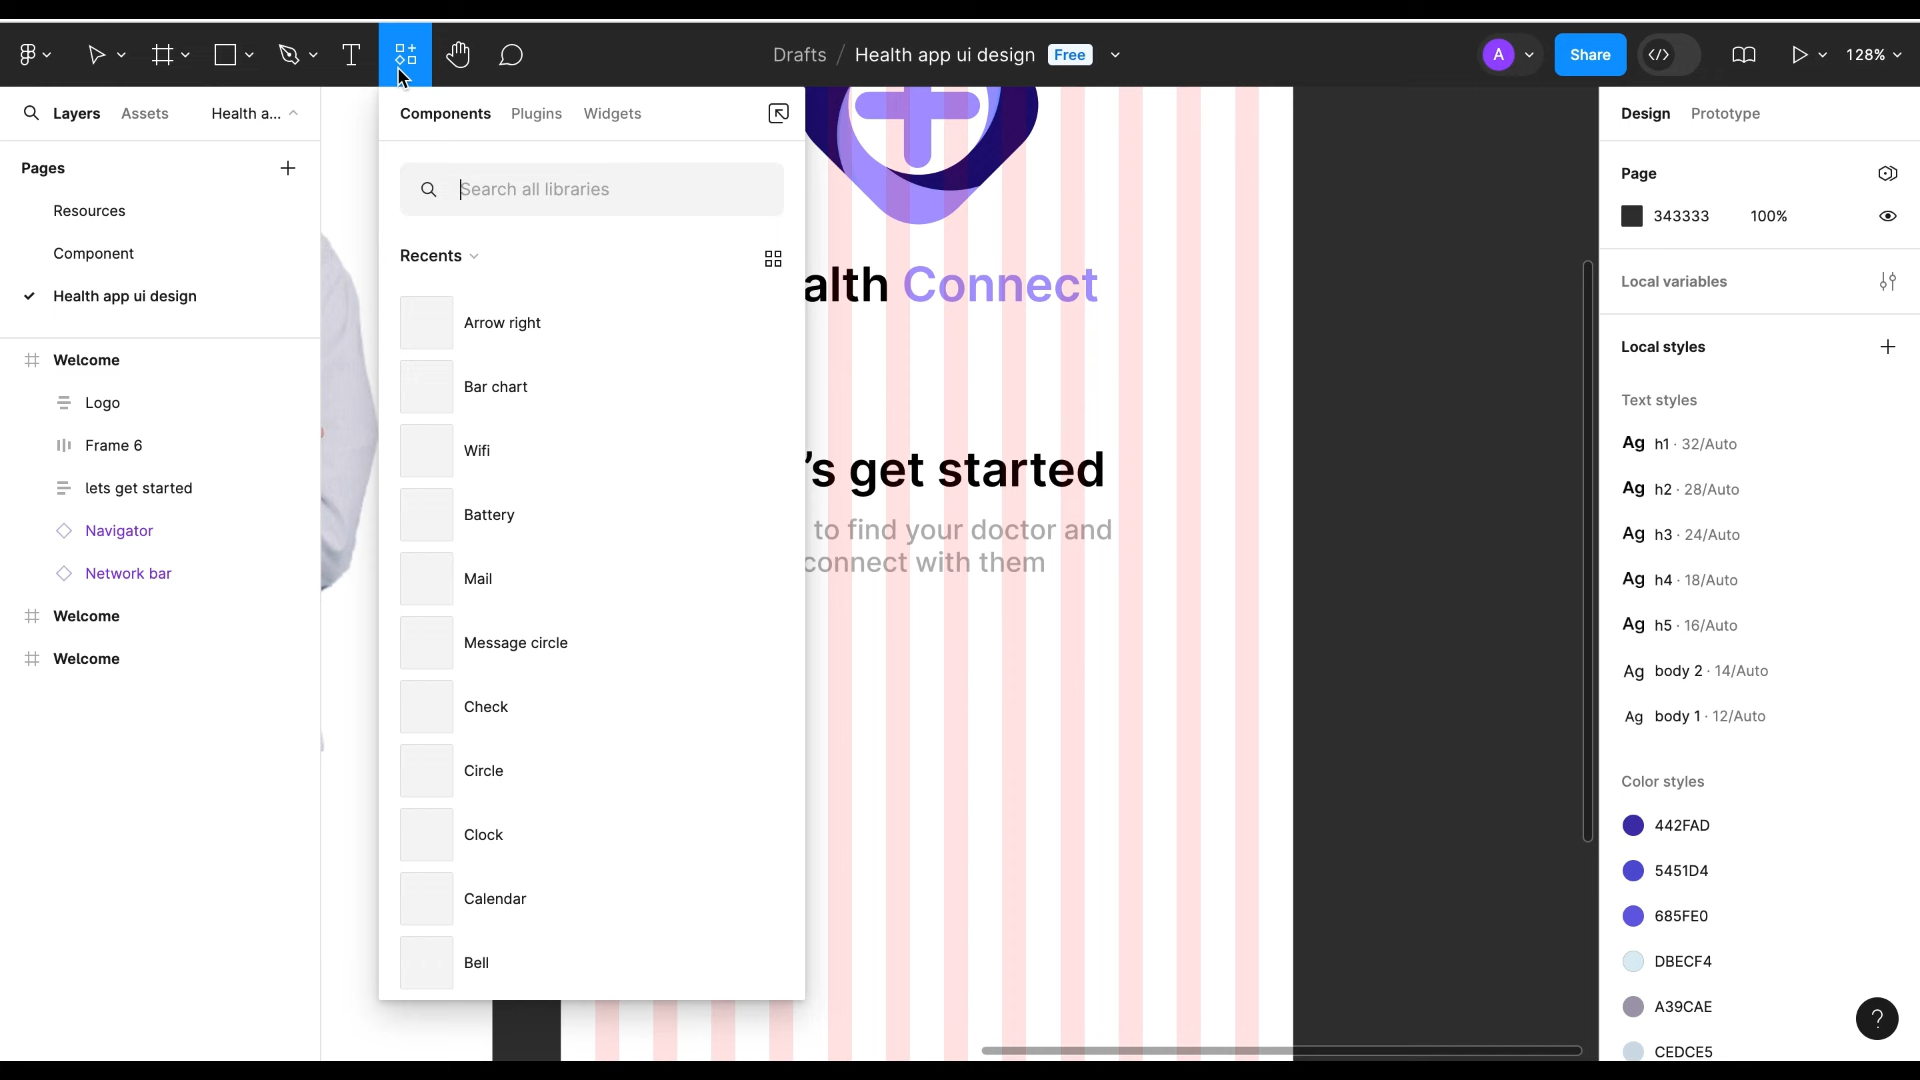 Drafts / Health app ui design Free
A
Share
128%
Layers Assets Health a...
Pages
Resources
Component
Health app ui design
Welcome
Logo
Frame 6
lets get started
Navigator
Network bar
Welcome
Welcome
Components Plugins Widgets
Search all libraries
Recents
Arrow right
Bar chart
Wifi
Battery
Mail
Message circle
Check
Circle
Clock
Calendar
Bell
alth Connect
’s get started
to find your doctor and
connect with them
Design Prototype
Page
343333 100%
Local variables
Local styles
Text styles
Ag h1 · 32/Auto
Ag h2 · 28/Auto
Ag h3 · 24/Auto
Ag h4 · 18/Auto
Ag h5 · 16/Auto
Ag body 2 · 14/Auto
Ag body 1 · 12/Auto
Color styles
442FAD
5451D4
685FE0
DBECF4
A39CAE
CEDCE5
?